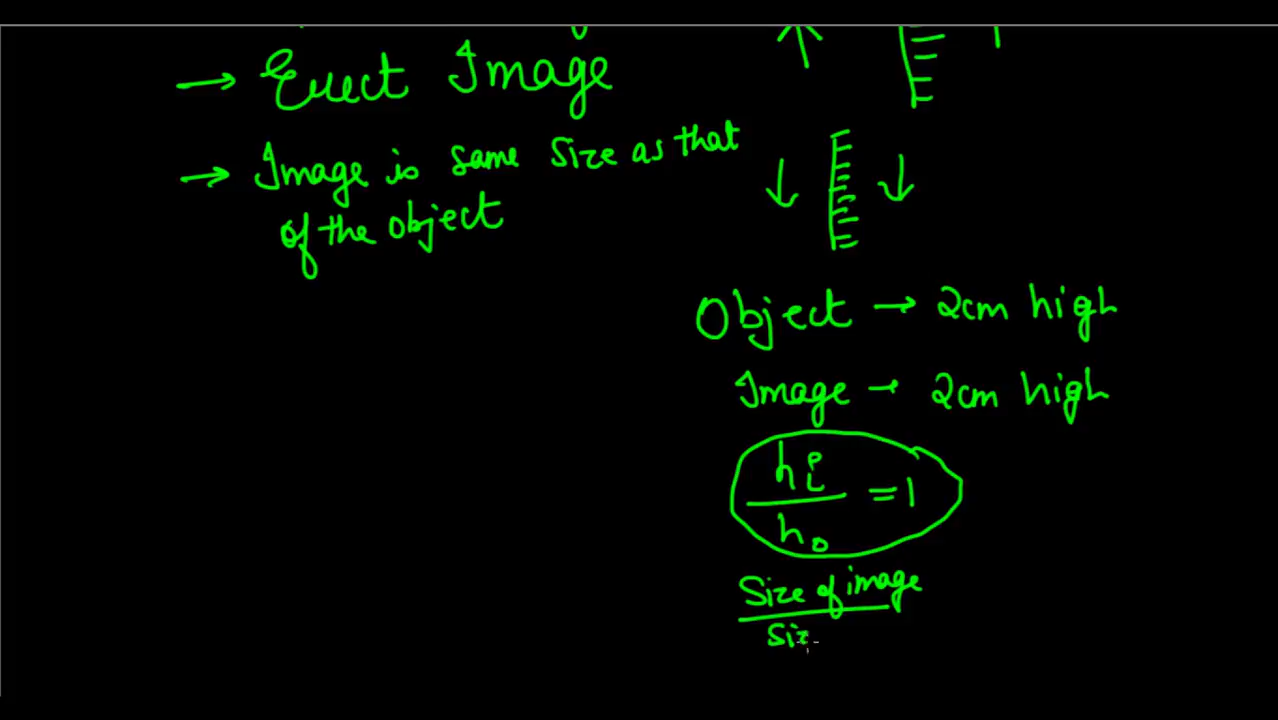 → Erect Image
→ Image is same size as that
of the object
Object → 2cm high
Image → 2cm high
hi/ho = 1
Size of image
Siz